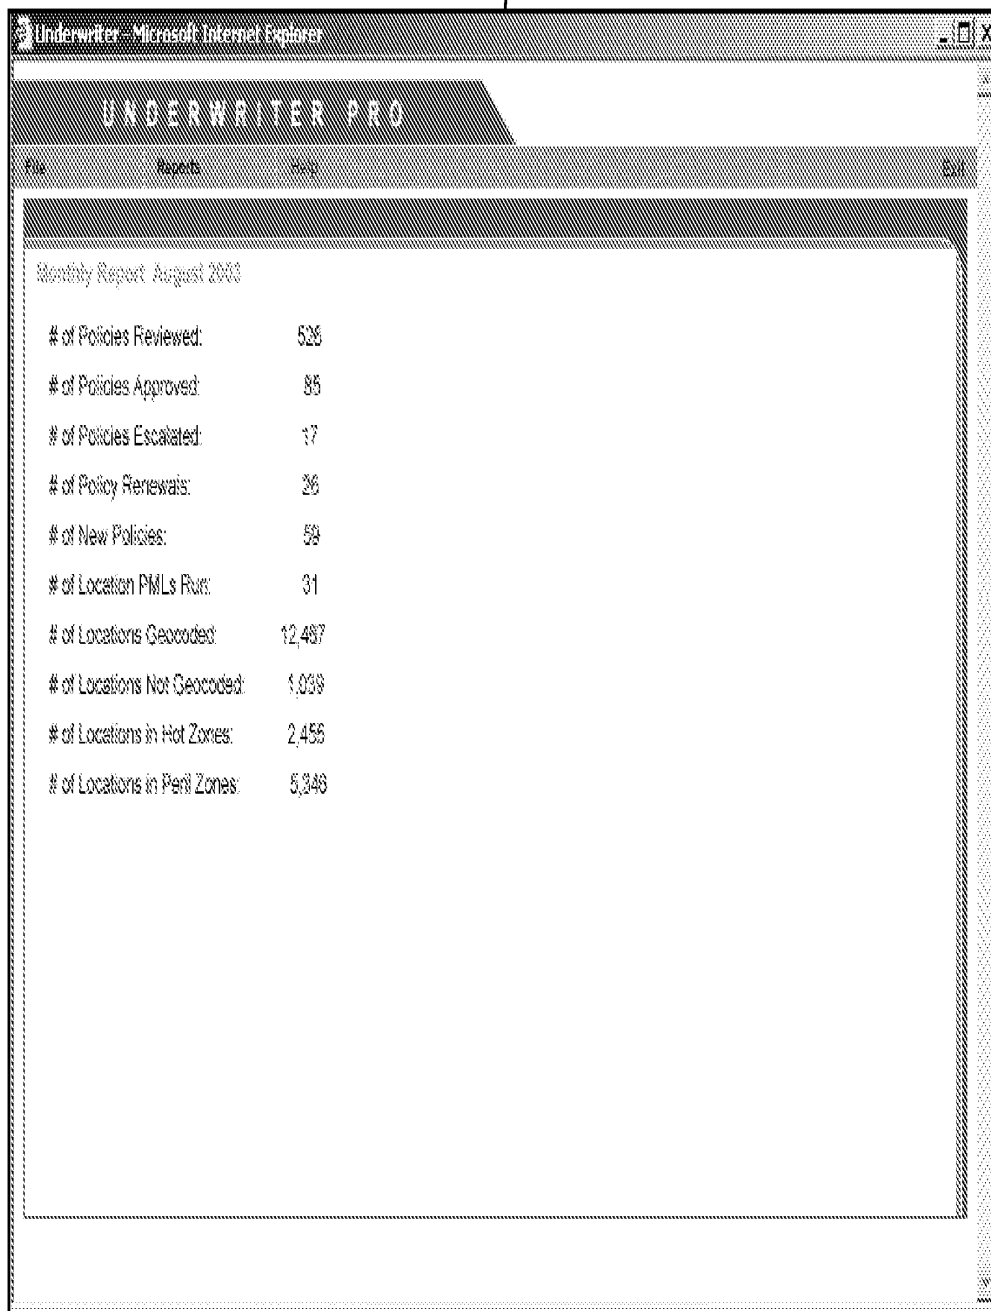 Underwriter - Microsoft Internet Explorer
UNDERWRITER PRO
File Reports Help Exit
Monthly Report August 2003
# of Policies Reviewed: 526
# of Policies Approved: 85
# of Policies Escalated: 17
# of Policy Renewals: 26
# of New Policies: 59
# of Location PMLs Run: 31
# of Locations Geocoded: 12,487
# of Locations Not Geocoded: 1,039
# of Locations in Hot Zones: 2,456
# of Locations in Peril Zones: 5,346